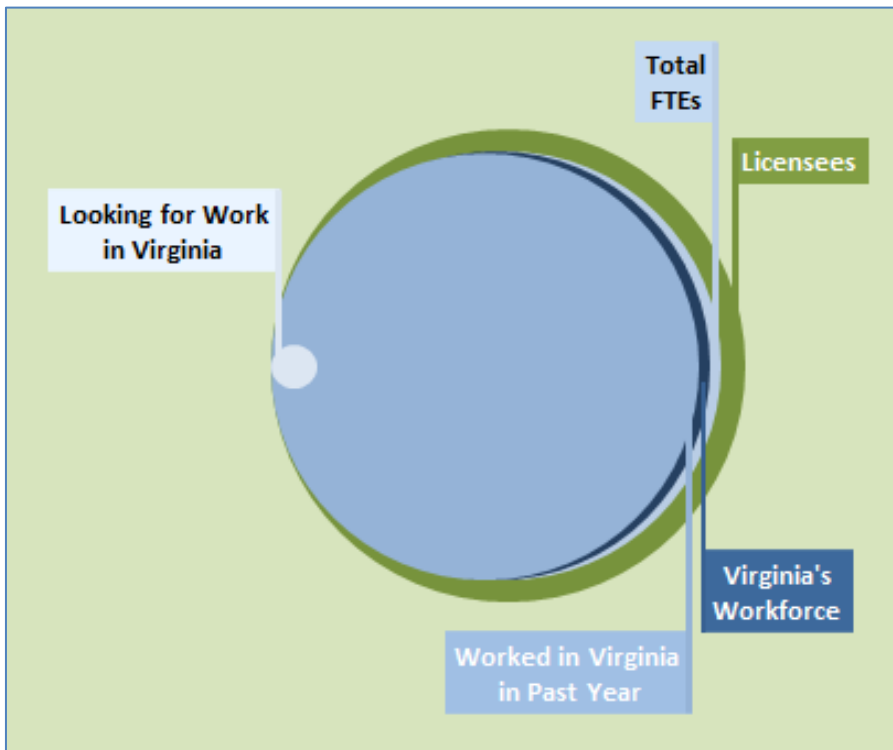 Total
FTEs
Licensees
Looking for Work
in Virginia
Virginia's
Workforce
Worked in Virginia
in Past Year